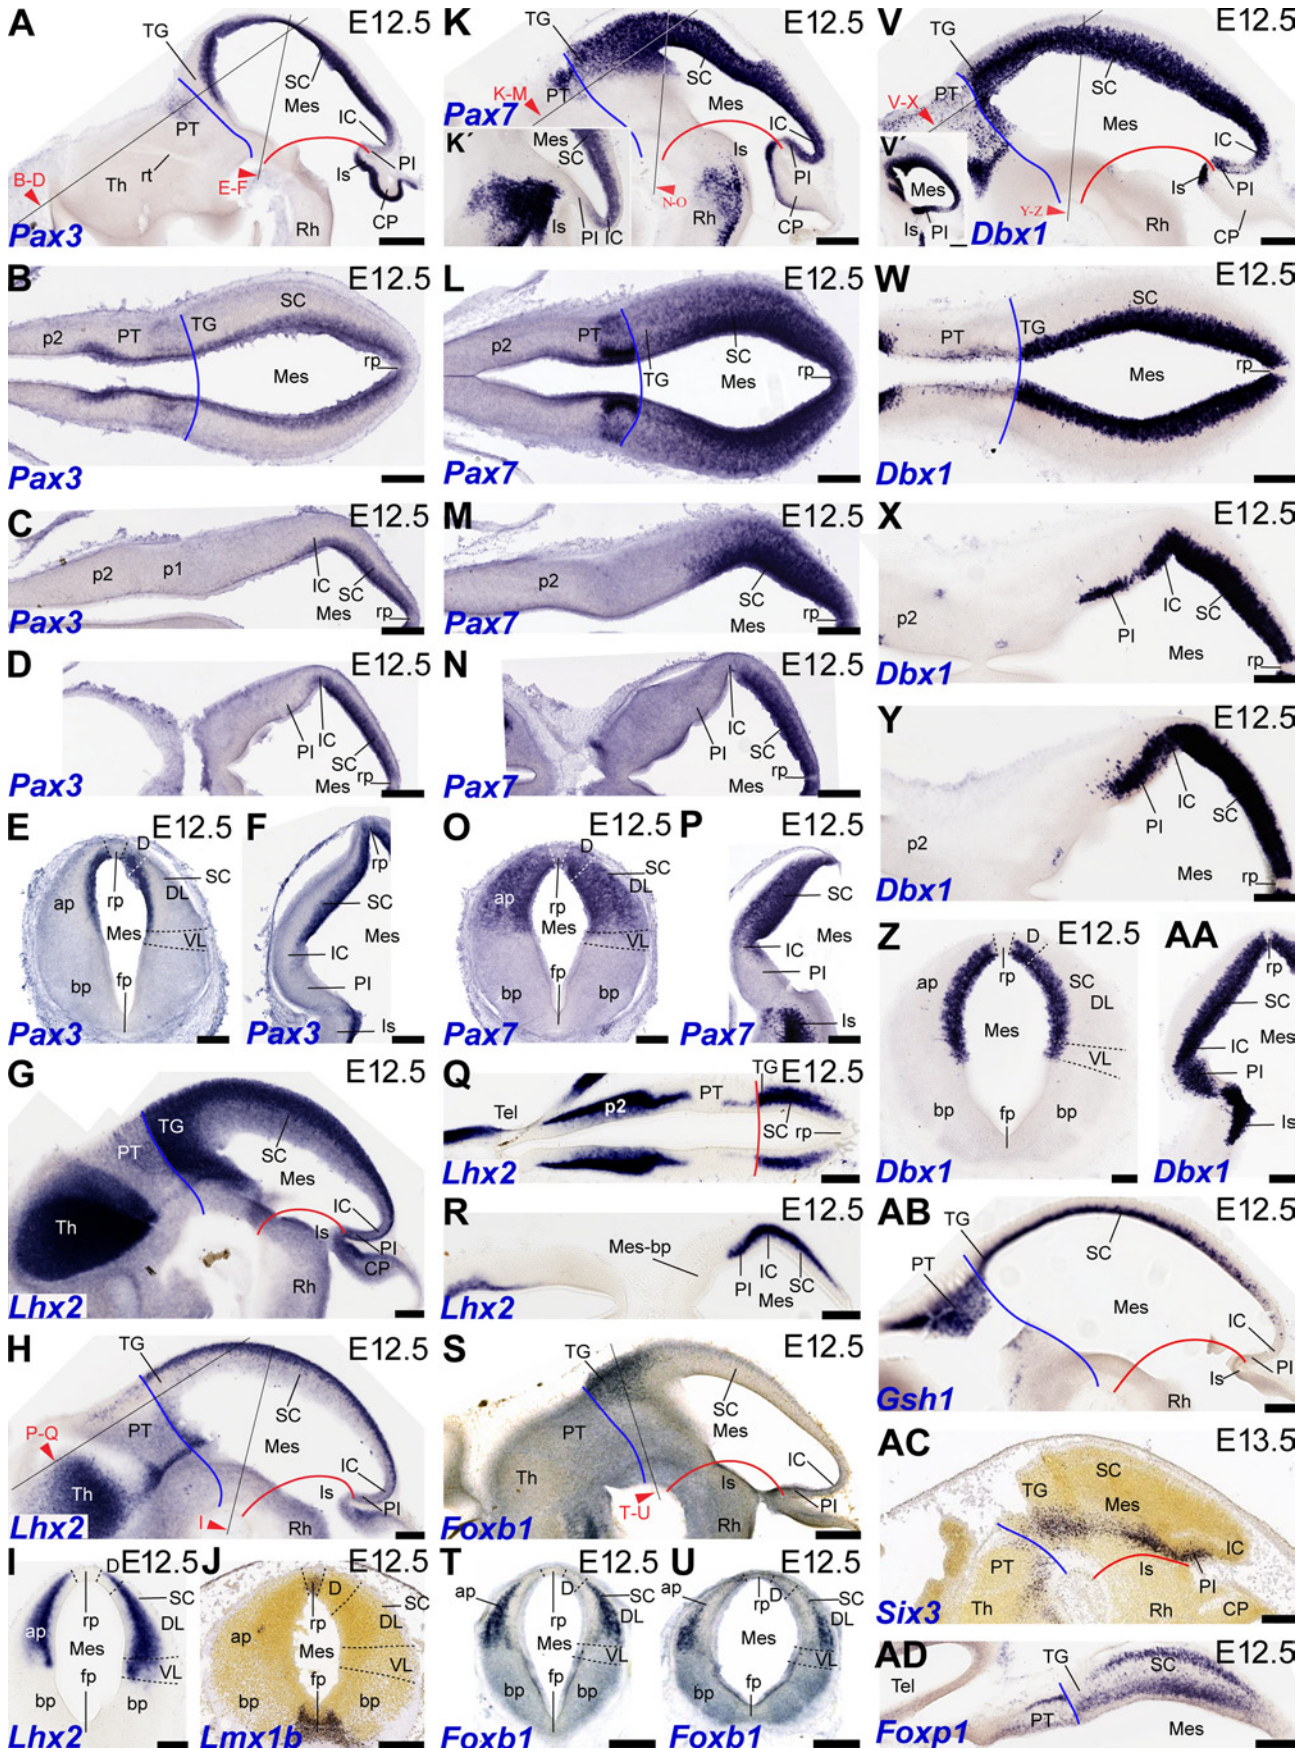 A E12.5
TG SC Mes PT IC PI Is rt Th B-D E-F Rh CP
Pax3
K E12.5
TG SC Mes K-M PT IC
Pax7
K´ Mes SC Is PI IC
Is PI N-O Rh CP
V E12.5
TG SC PT V-X Mes IC
V´ Mes Is PI
Is PI Y-Z Rh CP
Dbx1
B E12.5
SC PT TG p2 Mes rp
Pax3
L E12.5
PT p2 SC TG Mes rp
Pax7
W E12.5
SC TG PT Mes rp
Dbx1
C E12.5
p2 p1 IC SC Mes rp
Pax3
M E12.5
p2 SC Mes rp
Pax7
X E12.5
IC SC PI p2 Mes rp
Dbx1
D E12.5
PI IC SC Mes rp
Pax3
N E12.5
IC PI SC rp Mes
Pax7
Y E12.5
IC SC PI p2 Mes rp
Dbx1
E E12.5
D SC DL ap rp Mes VL fp bp
Pax3
F
rp SC Mes IC PI Is
Pax3
O E12.5
D SC DL ap rp Mes VL fp bp bp
Pax7
P E12.5
SC Mes IC PI Is
Pax7
Z E12.5
D ap rp SC DL Mes VL bp fp bp
Dbx1
AA
rp SC Mes IC PI Is
Dbx1
G E12.5
TG PT SC Mes Th IC Is PI CP Rh
Lhx2
Q E12.5
TG PT Tel p2 SC rp
Lhx2
R E12.5
Mes-bp PI IC SC Mes
Lhx2
AB E12.5
TG SC PT Mes IC PI Is Rh
Gsh1
H E12.5
TG SC PT P-Q Mes IC Is PI Th I Rh
Lhx2
S E12.5
TG SC PT Mes IC Th Is PI T-U Rh
Foxb1
AC E13.5
SC TG Mes IC PT Is PI Th Rh CP
Six3
I E12.5
D SC rp DL ap Mes VL fp bp bp
Lhx2
J E12.5
D SC rp DL ap Mes VL fp bp bp
Lmx1b
T E12.5
ap D SC rp DL Mes VL fp bp
Foxb1
U E12.5
ap rp D SC DL Mes VL fp bp
Foxb1
AD E12.5
TG SC Tel PT Mes
Foxp1